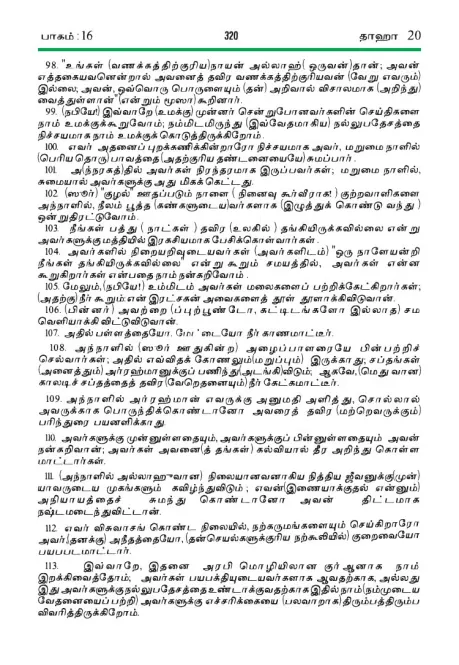 பாகம் : 16 320 தாஹா 20
98. "உங்கள் (வணக்கத்திற்குரிய)நாயன் அல்லாஹ்( ஒருவன்)தான் ; அவன்
எத்தகையவனென்றால் அவனைத் தவிர வணக்கத்திற்குரியவன் (வேறு எவரும்)
இல்லை; அவன், ஒவ்வொரு பொருளையும் (தன்) அறிவால் விசாலமாக (அறிந்து)
வைத்துள்ளான்"(என்றும் மூஸா) கூறினார்.
99. (நபியே!) இவ்வாறே (உமக்கு) முன்னர் சென்றுபோனவர்களின் செய்திகளை
நாம் உமக்குக்கூறுவோம்; நம்மிடமிருந்து (இவ்வேதமாகிய) நல்லுபதேசத்தை
நிச்சயமாக நாம் உமக்குக் கொடுத்திருக்கிறோம் .
100. எவர் அதனைப் புறக்கணிக்கின்றாரோ நிச்சயமாக அவர், மறுமை நாளில்,
(பெரிய தொரு) பாவத்தை (அதற்குரிய தண்டனையையே) சுமப்பார் .
101. அ(ந்நரகத்)தில் அவர்கள் நிரந்தரமாக இருப்பவர்கள்; மறுமை நாளில்,
சுமையால் அவர்களுக்கு அது மிகக் கெட்டது.
102. (ஸூர்) "குழல்" ஊதப்படும் நாளை ( நினைவு கூர்வீராக! ) குற்றவாளிகளை
அந்நாளில், நீலம் பூத்த (கண்களுடைய)வர்களாக (இழுத்துக் கொண்டு வந்து )
ஒன்றுதிரட்டுவோம் .
103. நீங்கள் பத்து ( நாட்கள் ) தவிர (உலகில் ) தங்கியிருக்கவில்லை என்று
அவர்களுக்கு மத்தியில் இரகசியமாக பேசிக்கொள்வார்கள் .
104. அவர்களில் நிறையறிவுடையவர்கள் (அவர்களிடம்) "ஒரு நாளேயன்றி
நீங்கள் தங்கியிருக்கவில்லை" என்று கூறும் சமயத்தில், அவர்கள் என்ன
கூறுகிறார்கள் என்பதை நாம் நன்கறிவோம் .
105. மேலும், (நபியே!) உம்மிடம் அவர்கள் மலைகளைப் பற்றிக்கேட்கிறார்கள்;
(அதற்கு) நீர் கூறும்: என் இரட்சகன் அவைகளைத் தூள் தூளாக்கிவிடுவான்.
106. (பின்னர்) அவற்றை (ப்புற்பூண்டோ, கட்டிடங்களோ இல்லாத) சம
வெளியாக்கி விட்டுவிடுவான்.
107. அதில் பள்ளத்தையோ, மேட்டையோ நீர் காணமாட்டீர்.
108. அந்நாளில் (ஸூர் ஊதுகின்ற) அழைப்பாளரையே பின்பற்றிச்
செல்வார்கள்; அதில் எவ்விதக் கோணலும்(மறுப்பும்) இருக்காது; சப்தங்கள்
(அனைத்தும்) அர்ரஹ்மானுக்குப் பணிந்து(அடங்கி)விடும்; ஆகவே, (மெதுவான)
காலடிச் சப்தத்தைத் தவிர (வேறெதனையும்) நீர் கேட்கமாட்டீர்.
109. அந்நாளில் அர்ரஹ்மான் எவருக்கு அனுமதி அளித்து, சொல்லால்
அவருக்காக பொருந்திக்கொண்டானோ அவரைத் தவிர (மற்றெவருக்கும்)
பரிந்துரை பயனளிக்காது.
110. அவர்களுக்கு முன்னுள்ளதையும், அவர்களுக்குப் பின்னுள்ளதையும் அவன்
நன்கறிவான்; அவர்கள் அவனை(த் தங்கள்) கல்வியால் தீர அறிந்து கொள்ள
மாட்டார்கள்.
111. (அந்நாளில் அல்லாஹுவான) நிலையானவனாகிய நித்திய ஜீவனுக்கு(முன்)
யாவருடைய முகங்களும் கவிழ்ந்துவிடும் ; எவன்(இணையாக்குதல் என்னும்)
அநியாயத்தைச் சுமந்து கொண்டானோ அவன் திட்டமாக
நஷ்டமடைந்துவிட்டான்.
112. எவர் விசுவாசங் கொண்ட நிலையில், நற்கருமங்களையும் செய்கிறாரோ
அவர்,(தனக்கு) அநீதத்தையோ, (தன்செயல்களுக்குரிய நற்கூலியில்) குறைவையோ
பயப்படமாட்டார்.
113. இவ்வாறே, இதனை அரபி மொழியிலான குர்ஆனாக நாம்
இறக்கிவைத்தோம்; அவர்கள் பயபக்தியுடையவர்களாக ஆவதற்காக, அல்லது
இது அவர்களுக்கு நல்லுபதேசத்தை உண்டாக்குவதற்காக இதில் நாம் (நம்முடைய
வேதனையைப் பற்றி) அவர்களுக்கு எச்சரிக்கையை (பலவாறாக) திரும்பத்திரும்ப
விவரித்திருக்கிறோம்.